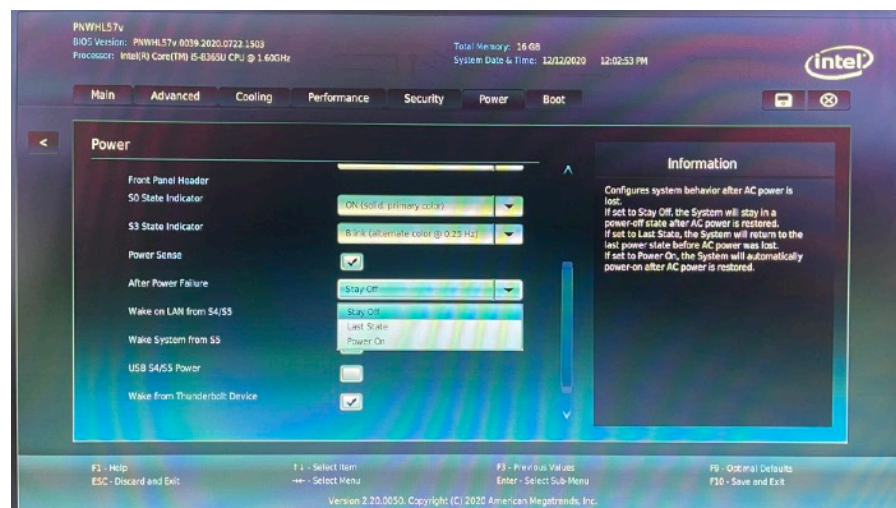 PNWHL57v
BIOS Version: PNWHL57v.0039.2020.0722.1503
Processor: Intel(R) Core(TM) i5-8365U CPU @ 1.60GHz
Total Memory: 16 GB
System Date & Time: 12/12/2020 12:02:53 PM
intel
Main Advanced Cooling Performance Security Power Boot
<
Power
Front Panel Header
S0 State Indicator
ON (solid, primary color)
S3 State Indicator
Blink (alternate color @ 0.25 Hz)
Power Sense
After Power Failure
Stay Off
Wake on LAN from S4/S5
Stay Off
Last State
Power On
Wake System from S5
USB S4/S5 Power
Wake from Thunderbolt Device
Information
Configures system behavior after AC power is
lost.
If set to Stay Off, the System will stay in a
power-off state after AC power is restored.
If set to Last State, the System will return to the
last power state before AC power was lost.
If set to Power On, the System will automatically
power-on after AC power is restored.
F1 - Help
ESC - Discard and Exit
↑↓ - Select Item
→← - Select Menu
F3 - Previous Values
Enter - Select Sub-Menu
F9 - Optimal Defaults
F10 - Save and Exit
Version 2.20.0050. Copyright (C) 2020 American Megatrends, Inc.